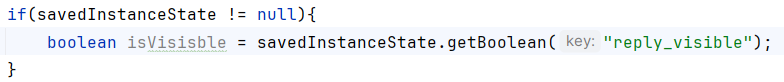 if(savedInstanceState != null){
boolean isVisisble = savedInstanceState.getBoolean( key: "reply_visible");
}